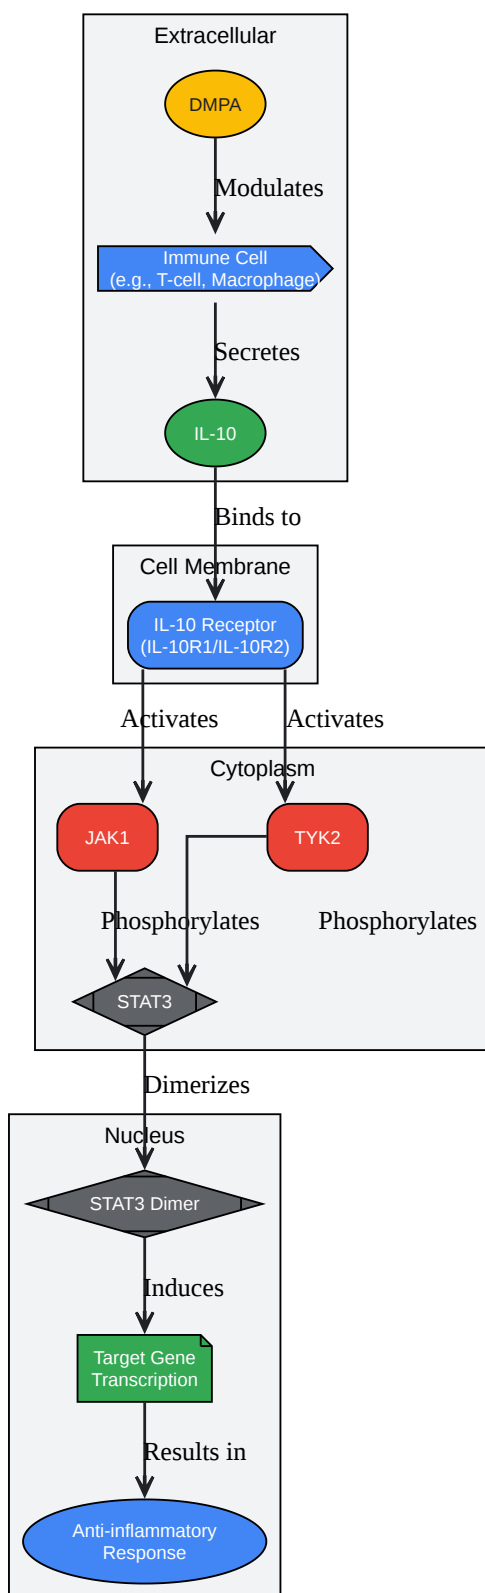 Extracellular
DMPA
Modulates
Immune Cell
(e.g., T-cell, Macrophage)
Secretes
IL-10
Binds to
Cell Membrane
IL-10 Receptor
(IL-10R1/IL-10R2)
Activates
Activates
Cytoplasm
JAK1
TYK2
Phosphorylates
Phosphorylates
STAT3
Dimerizes
Nucleus
STAT3 Dimer
Induces
Target Gene
Transcription
Results in
Anti-inflammatory
Response